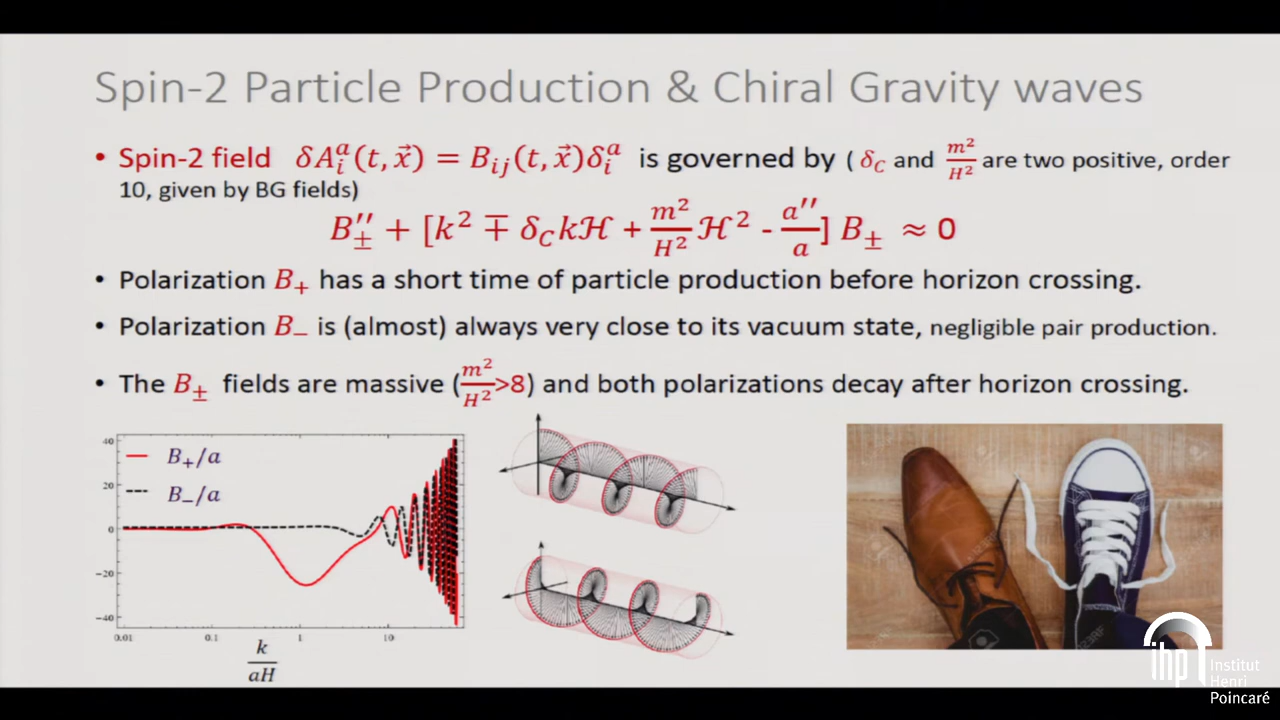 Spin-2 Particle Production & Chiral Gravity waves
• Spin-2 field δA_i^a(t, x⃗) = B_ij(t, x⃗)δ_i^a is governed by ( δ_C and m²/H² are two positive, order
10, given by BG fields)
B″_± + [k² ∓ δ_C kℋ + m²/H² ℋ² - a″/a] B_± ≈ 0
• Polarization B_+ has a short time of particle production before horizon crossing.
• Polarization B_− is (almost) always very close to its vacuum state, negligible pair production.
• The B_± fields are massive (m²/H²>8) and both polarizations decay after horizon crossing.
40
20
0
−20
−40
B_+/a
B_−/a
0.01 0.1 1 10
k/aH
123RF
ihp Institut
Henri
Poincaré